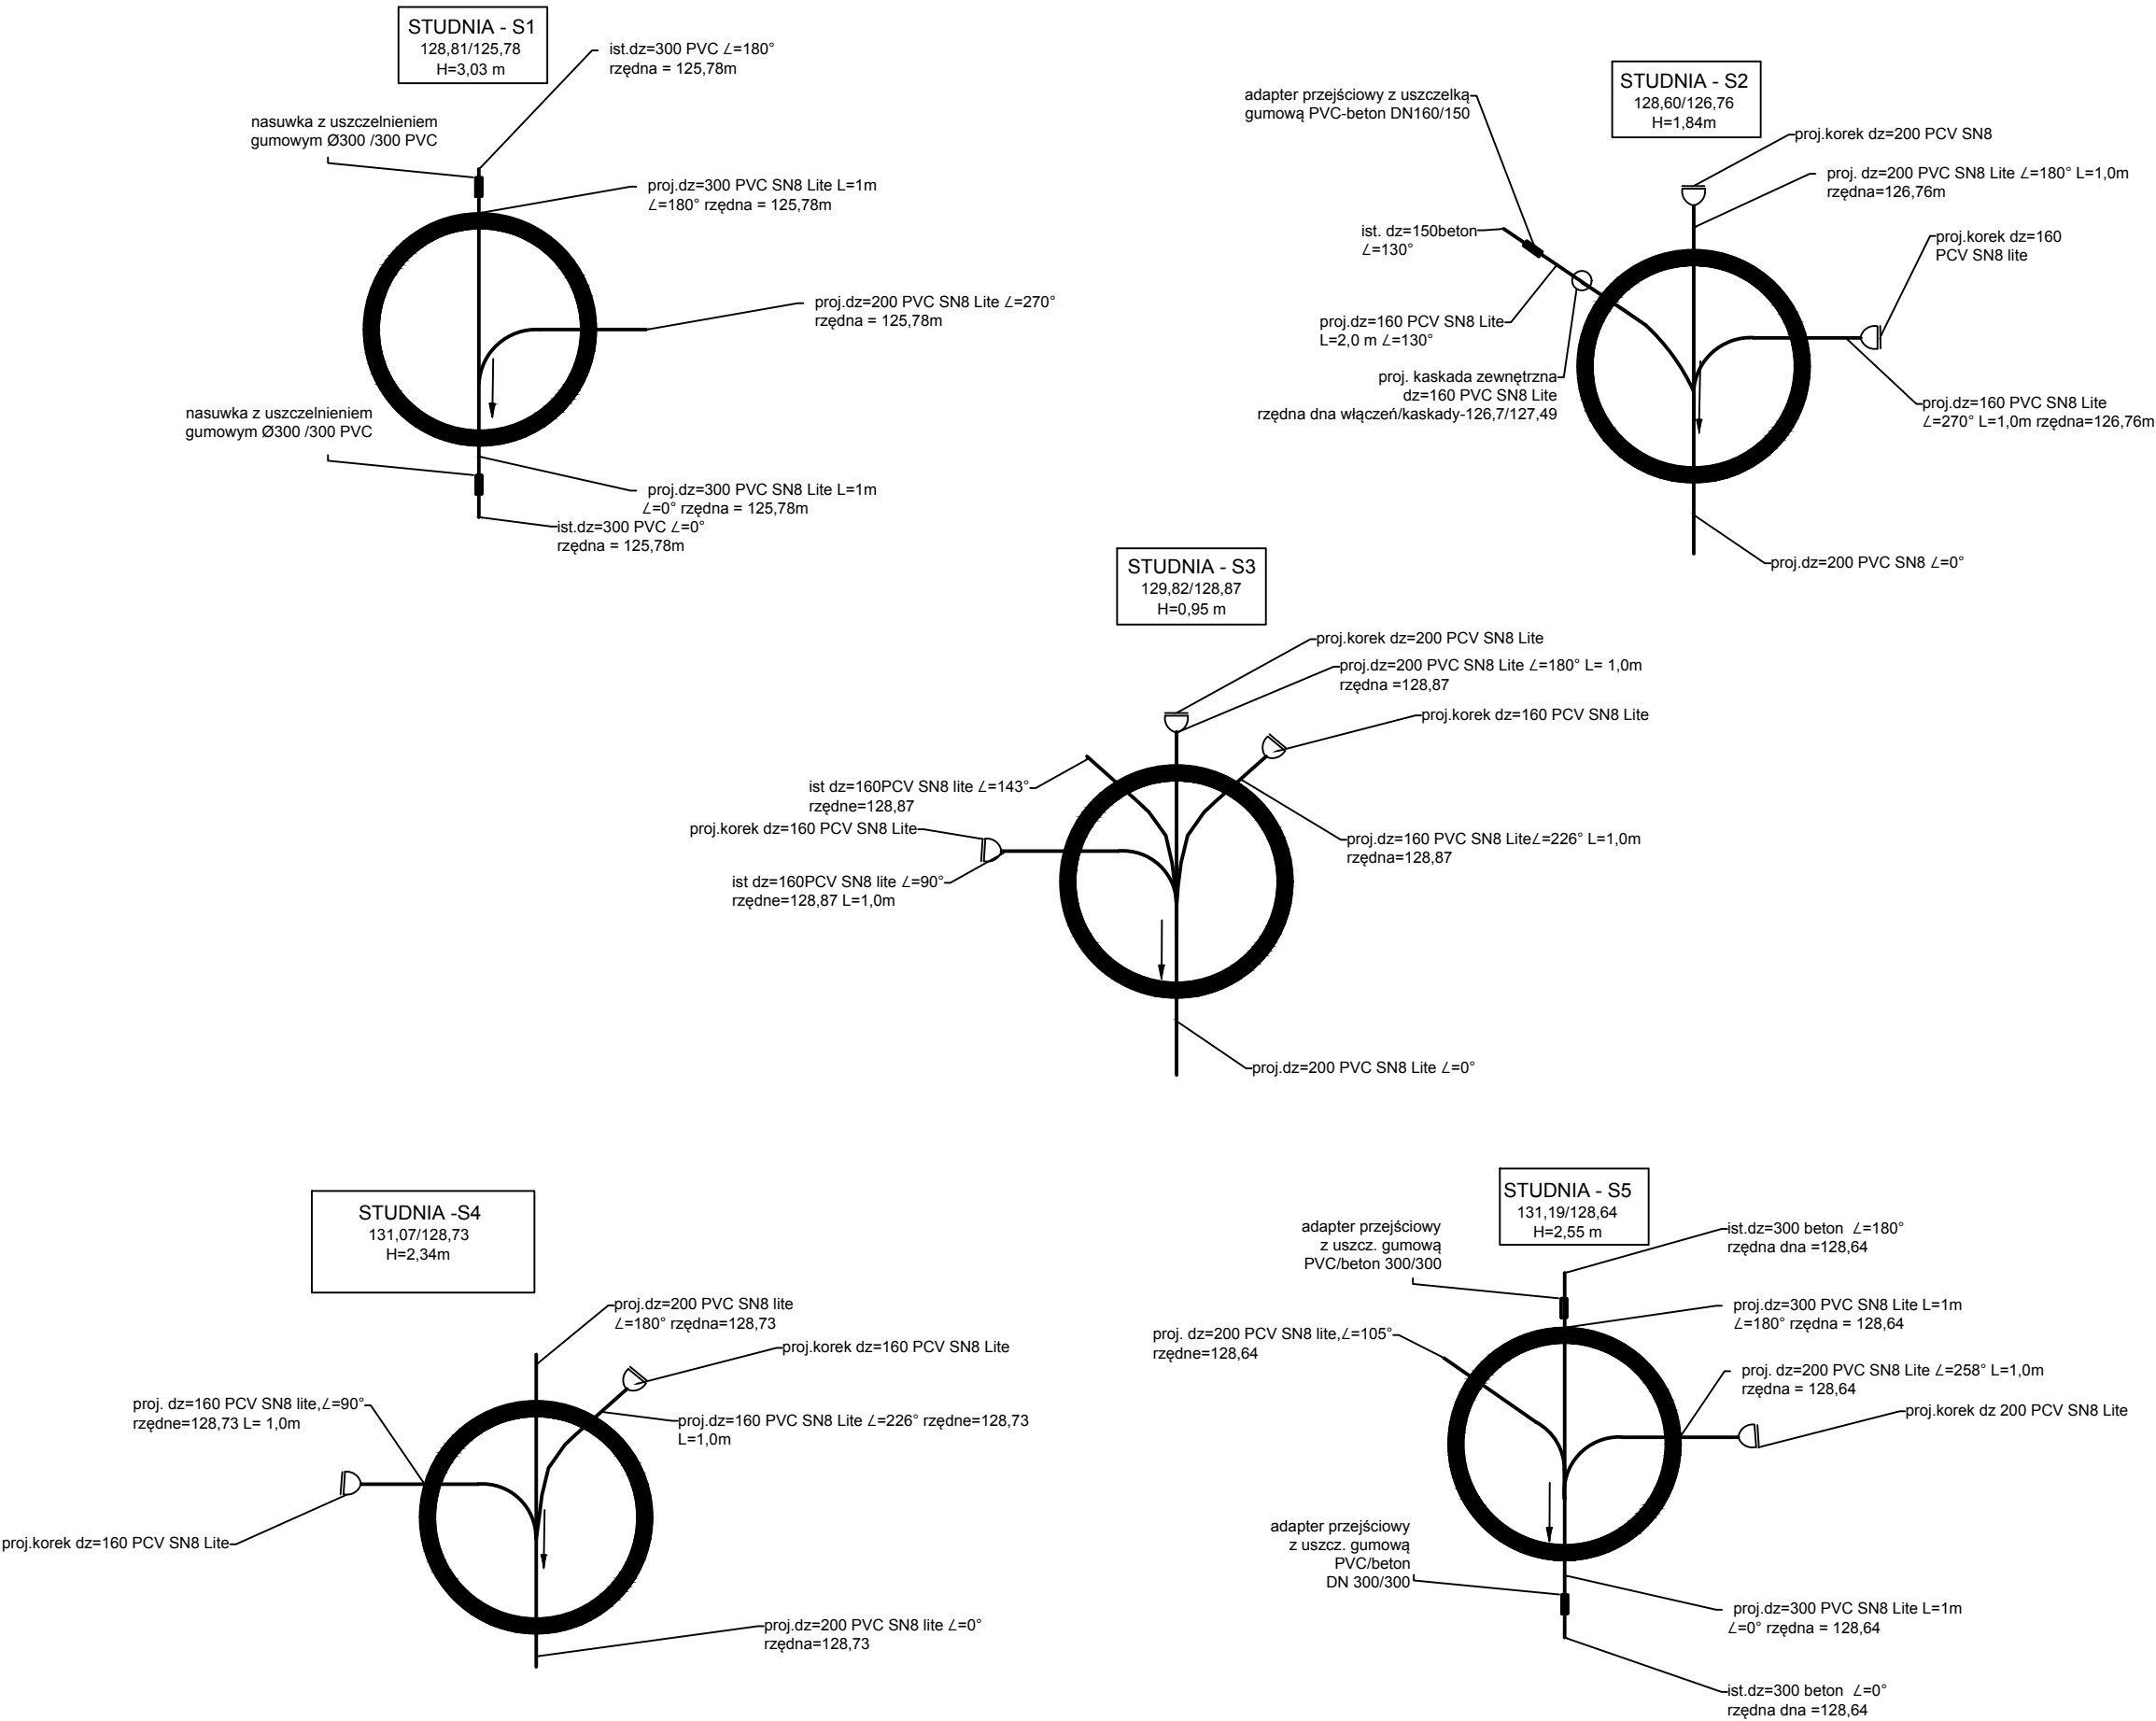 STUDNIA - S1
128,81/125,78
H=3,03 m
ist.dz=300 PVC ∠=180°
rzędna = 125,78m
nasuwka z uszczelnieniem
gumowym Ø300 /300 PVC
proj.dz=300 PVC SN8 Lite L=1m
∠=180° rzędna = 125,78m
proj.dz=200 PVC SN8 Lite ∠=270°
rzędna = 125,78m
nasuwka z uszczelnieniem
gumowym Ø300 /300 PVC
proj.dz=300 PVC SN8 Lite L=1m
∠=0° rzędna = 125,78m
ist.dz=300 PVC ∠=0°
rzędna = 125,78m
STUDNIA - S2
128,60/126,76
H=1,84m
adapter przejściowy z uszczelką
gumową PVC-beton DN160/150
proj.korek dz=200 PCV SN8
proj. dz=200 PVC SN8 Lite ∠=180° L=1,0m
rzędna=126,76m
ist. dz=150beton
∠=130°
proj.korek dz=160
PCV SN8 lite
proj.dz=160 PCV SN8 Lite
L=2,0 m ∠=130°
proj. kaskada zewnętrzna
dz=160 PVC SN8 Lite
rzędna dna włączeń/kaskady-126,7/127,49
proj.dz=160 PVC SN8 Lite
∠=270° L=1,0m rzędna=126,76m
proj.dz=200 PVC SN8 ∠=0°
STUDNIA - S3
129,82/128,87
H=0,95 m
proj.korek dz=200 PCV SN8 Lite
proj.dz=200 PVC SN8 Lite ∠=180° L= 1,0m
rzędna =128,87
proj.korek dz=160 PCV SN8 Lite
ist dz=160PCV SN8 lite ∠=143°
rzędne=128,87
proj.korek dz=160 PCV SN8 Lite
proj.dz=160 PVC SN8 Lite∠=226° L=1,0m
rzędna=128,87
ist dz=160PCV SN8 lite ∠=90°
rzędne=128,87 L=1,0m
proj.dz=200 PVC SN8 Lite ∠=0°
STUDNIA -S4
131,07/128,73
H=2,34m
proj.dz=200 PVC SN8 lite
∠=180° rzędna=128,73
proj.korek dz=160 PCV SN8 Lite
proj. dz=160 PCV SN8 lite,∠=90°
rzędne=128,73 L= 1,0m
proj.dz=160 PVC SN8 Lite ∠=226° rzędne=128,73
L=1,0m
proj.korek dz=160 PCV SN8 Lite
proj.dz=200 PVC SN8 lite ∠=0°
rzędna=128,73
STUDNIA - S5
131,19/128,64
H=2,55 m
adapter przejściowy
z uszcz. gumową
PVC/beton 300/300
ist.dz=300 beton ∠=180°
rzędna dna =128,64
proj.dz=300 PVC SN8 Lite L=1m
∠=180° rzędna = 128,64
proj. dz=200 PCV SN8 lite,∠=105°
rzędne=128,64
proj. dz=200 PVC SN8 Lite ∠=258° L=1,0m
rzędna = 128,64
proj.korek dz 200 PCV SN8 Lite
adapter przejściowy
z uszcz. gumową
PVC/beton
DN 300/300
proj.dz=300 PVC SN8 Lite L=1m
∠=0° rzędna = 128,64
ist.dz=300 beton ∠=0°
rzędna dna =128,64